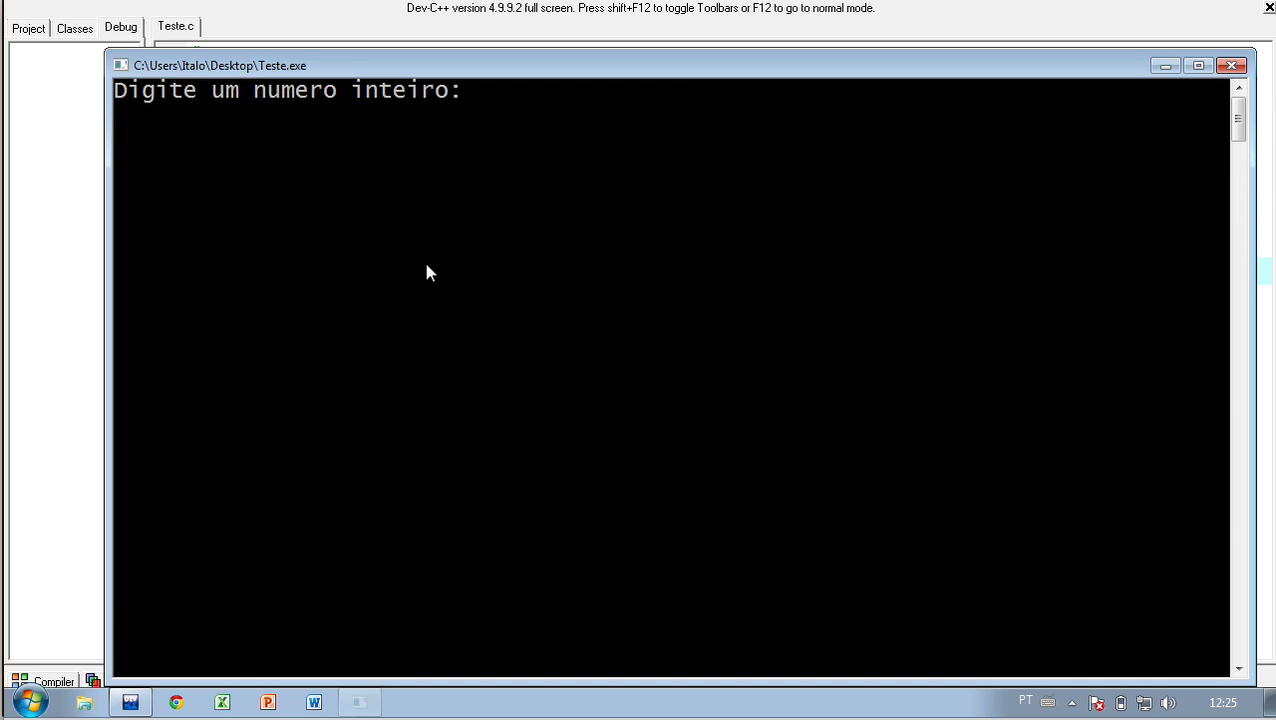 Dev-C++ version 4.9.9.2 full screen. Press shift+F12 to toggle Toolbars or F12 to go to normal mode.
Project Classes Debug Teste.c
C:\Users\Italo\Desktop\Teste.exe
Digite um numero inteiro:
Compiler
PT 12:25